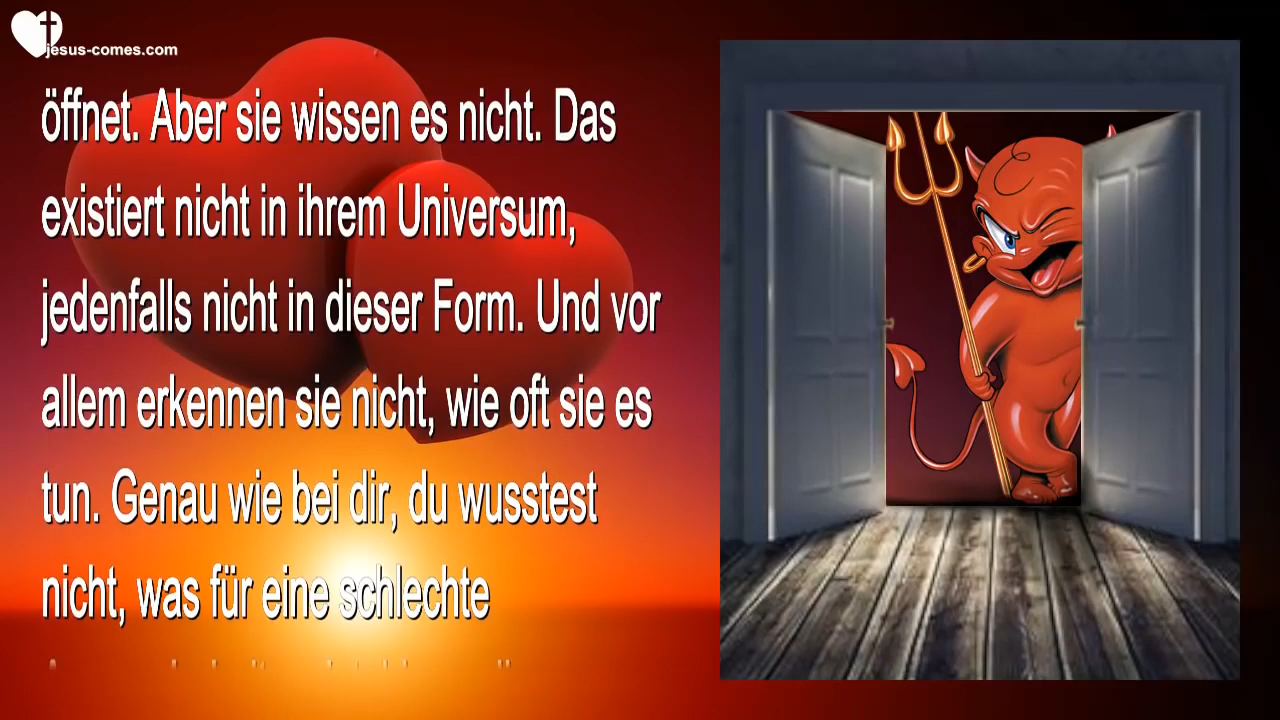 jesus-comes.com
öffnet. Aber sie wissen es nicht. Das
existiert nicht in ihrem Universum,
jedenfalls nicht in dieser Form. Und vor
allem erkennen sie nicht, wie oft sie es
tun. Genau wie bei dir, du wusstest
nicht, was für eine schlechte